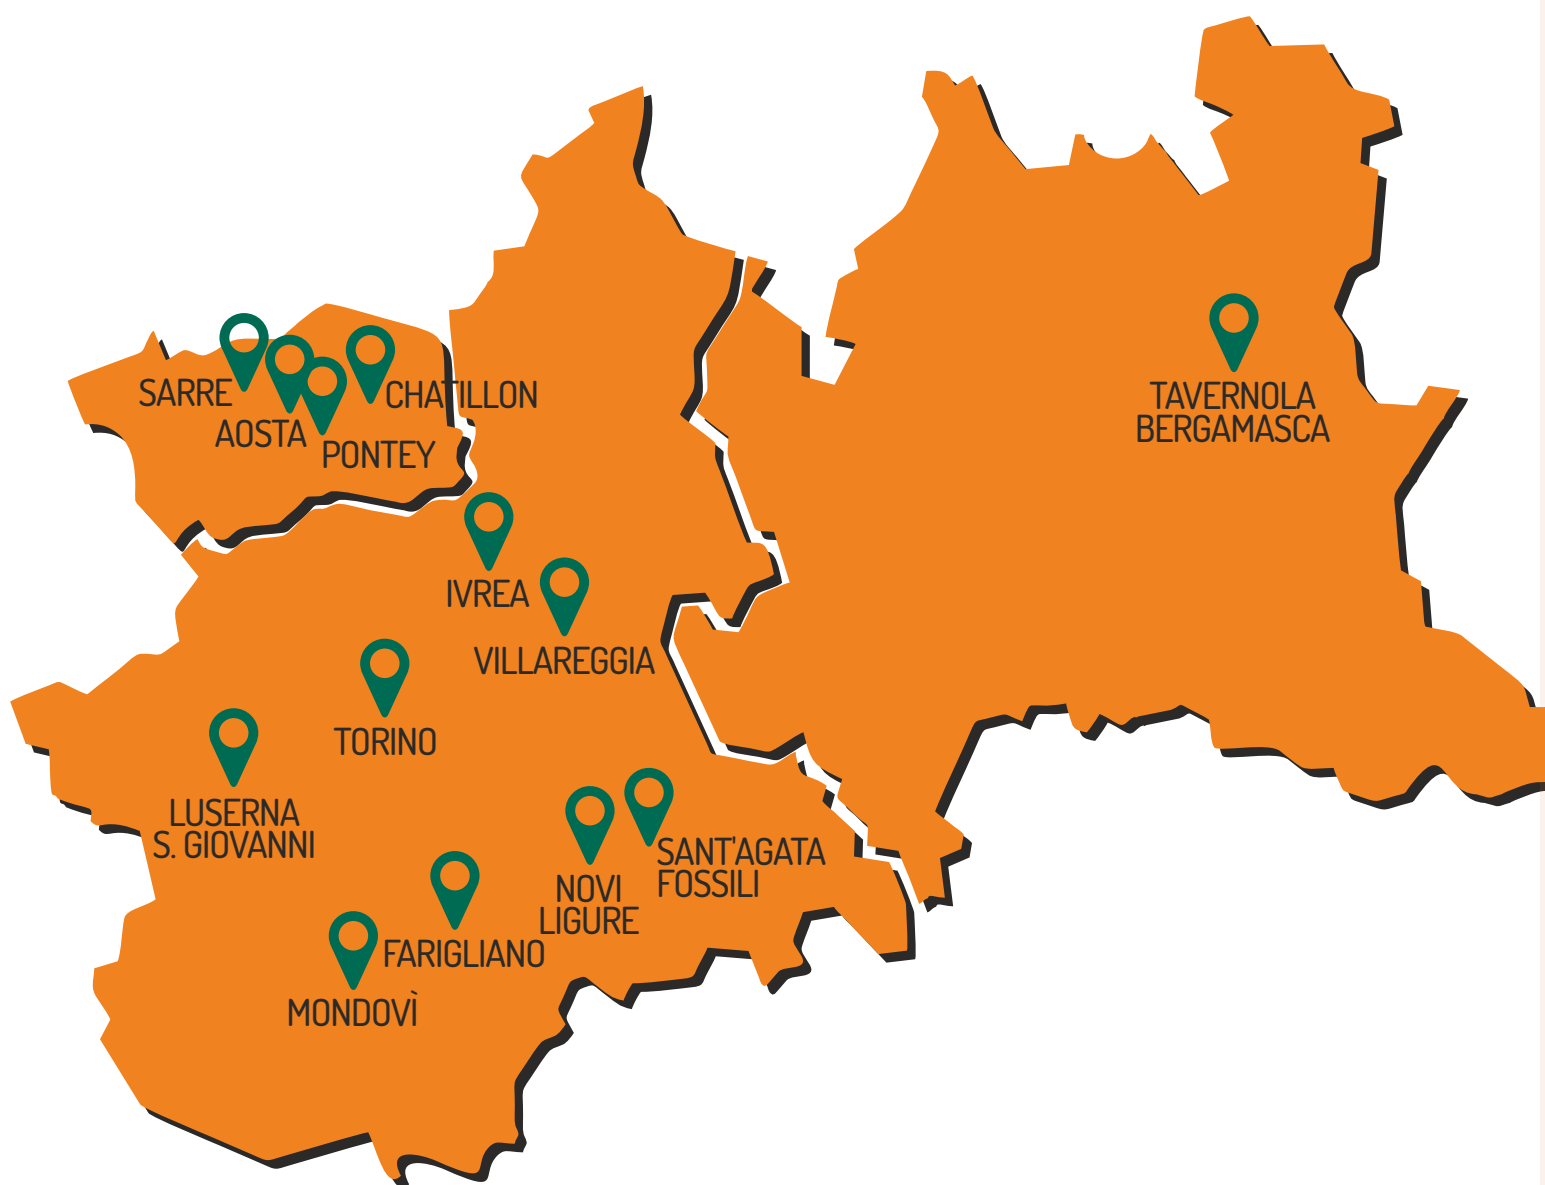 SARRE
CHATILLON
AOSTA
PONTEY
TAVERNOLA
BERGAMASCA
IVREA
VILLAREGGIA
TORINO
LUSERNA
S. GIOVANNI
SANT'AGATA
FOSSILI
NOVI
LIGURE
FARIGLIANO
MONDOVÌ